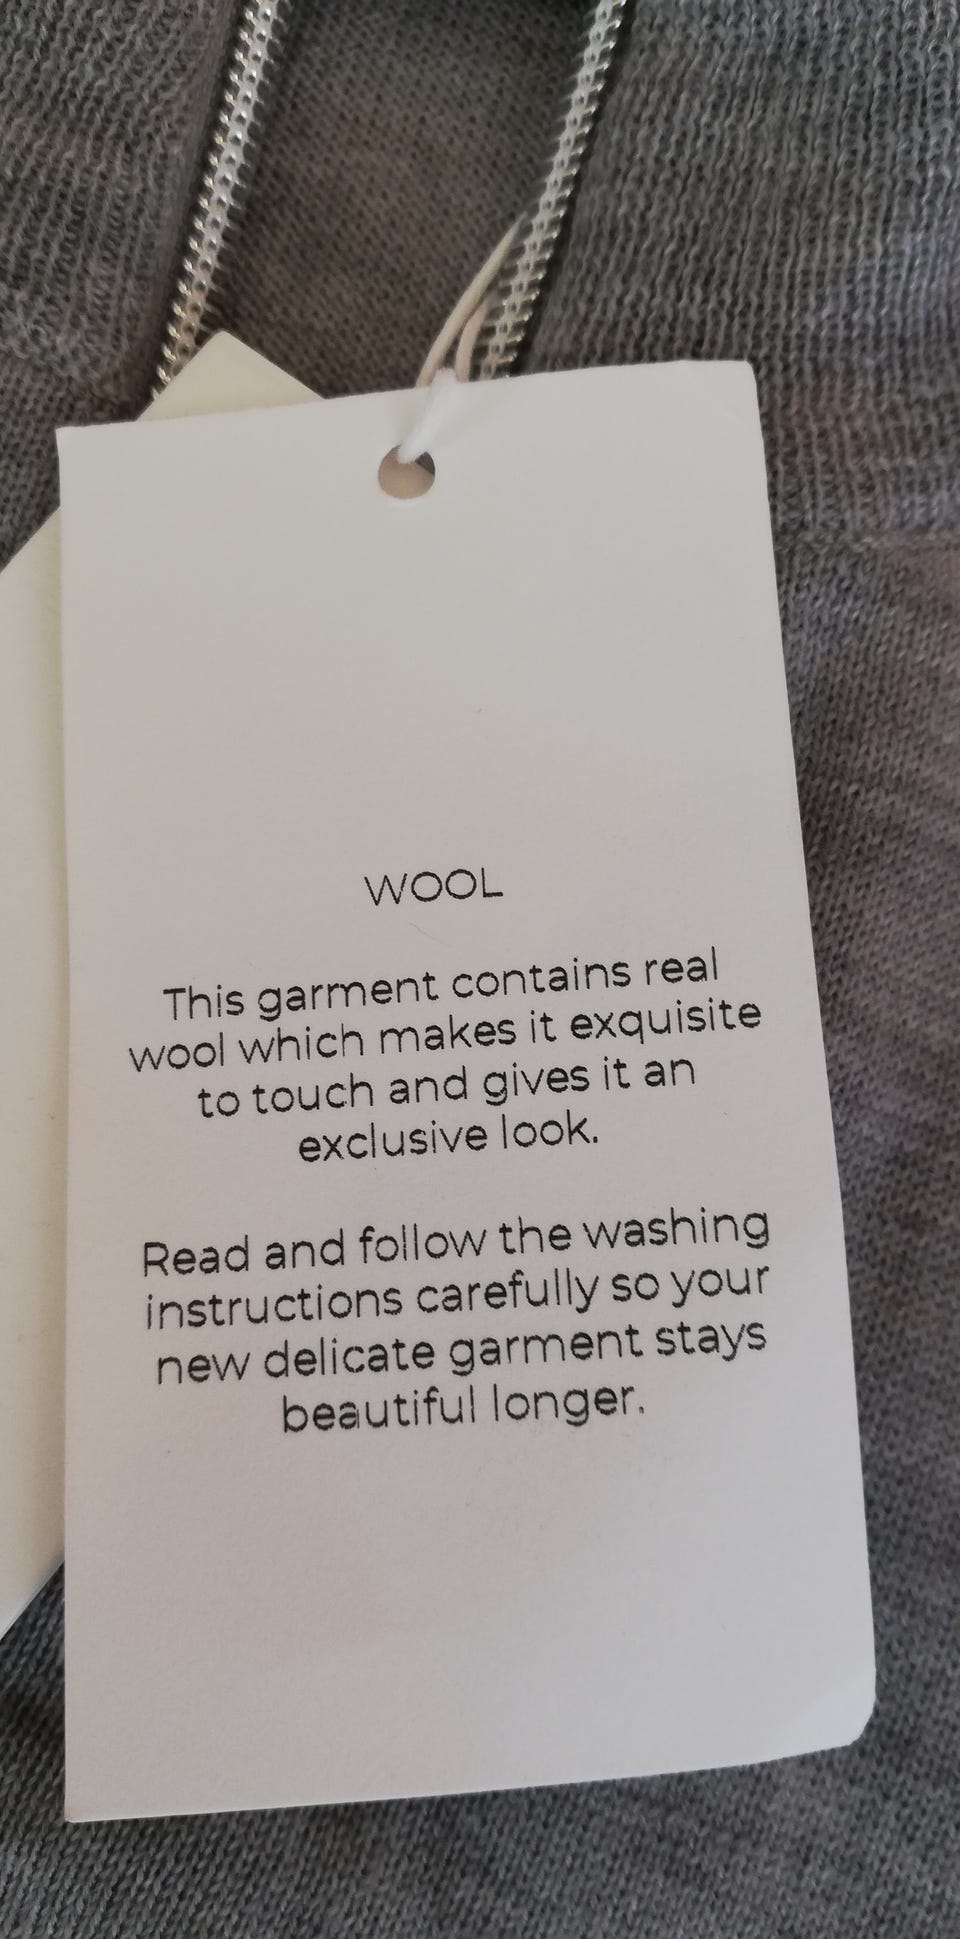 WOOL
This garment contains real
wool which makes it exquisite
to touch and gives it an
exclusive look.
Read and follow the washing
instructions carefully so your
new delicate garment stays
beautiful longer.